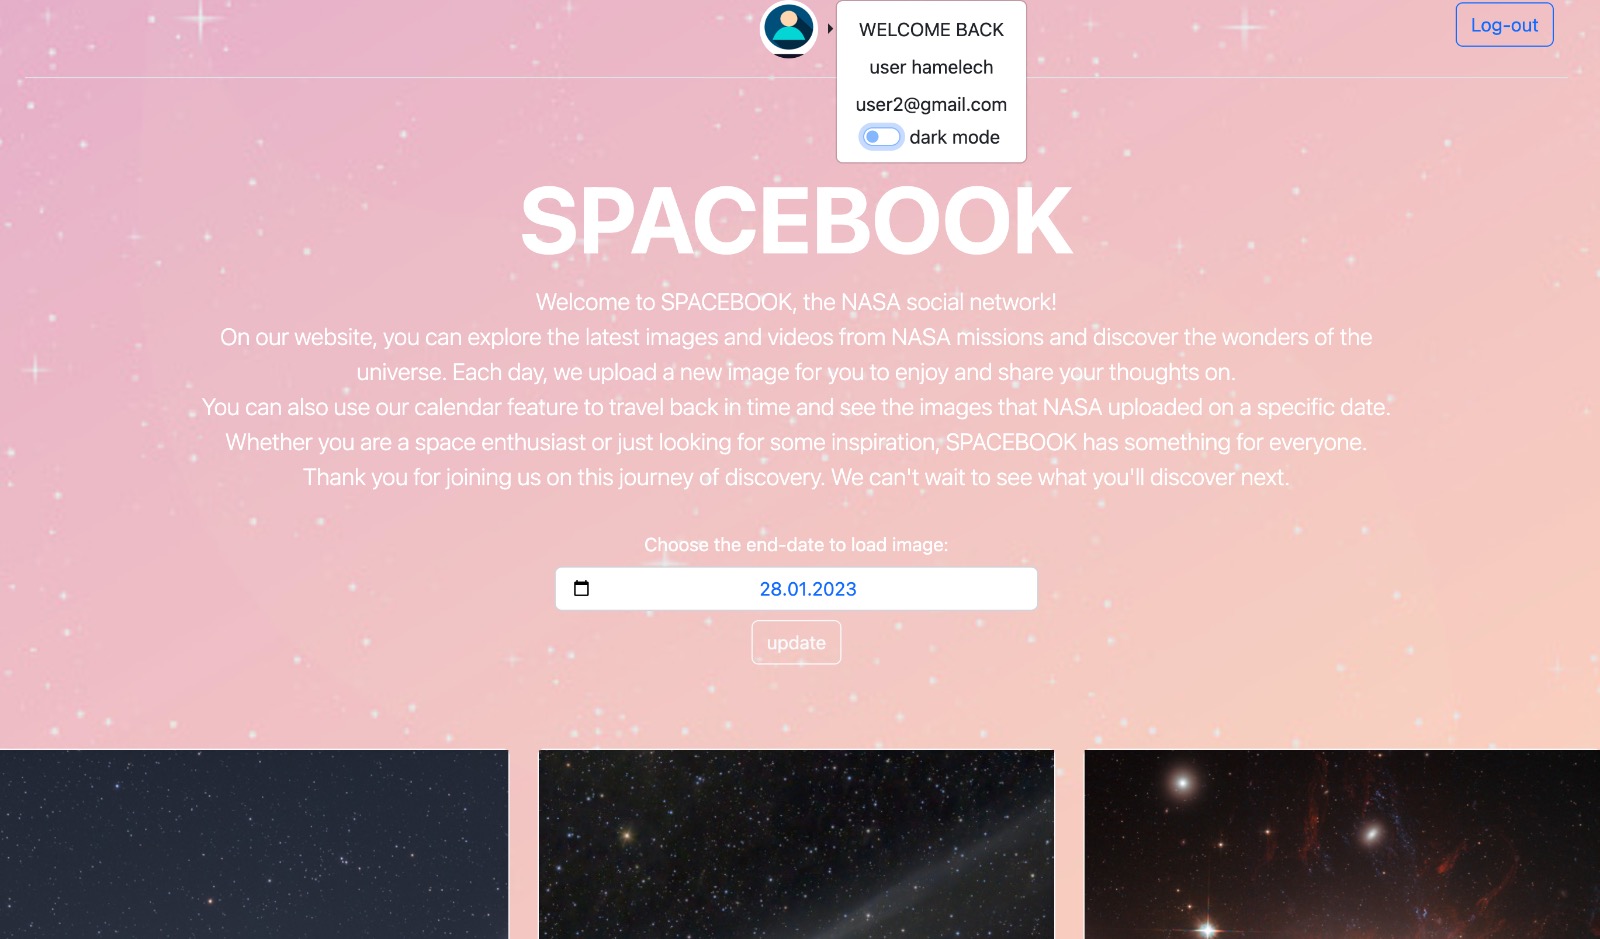 WELCOME BACK
user hamelech
user2@gmail.com
dark mode
Log-out
SPACEBOOK
Welcome to SPACEBOOK, the NASA social network!
On our website, you can explore the latest images and videos from NASA missions and discover the wonders of the
universe. Each day, we upload a new image for you to enjoy and share your thoughts on.
You can also use our calendar feature to travel back in time and see the images that NASA uploaded on a specific date.
Whether you are a space enthusiast or just looking for some inspiration, SPACEBOOK has something for everyone.
Thank you for joining us on this journey of discovery. We can't wait to see what you'll discover next.
Choose the end-date to load image:
28.01.2023
update